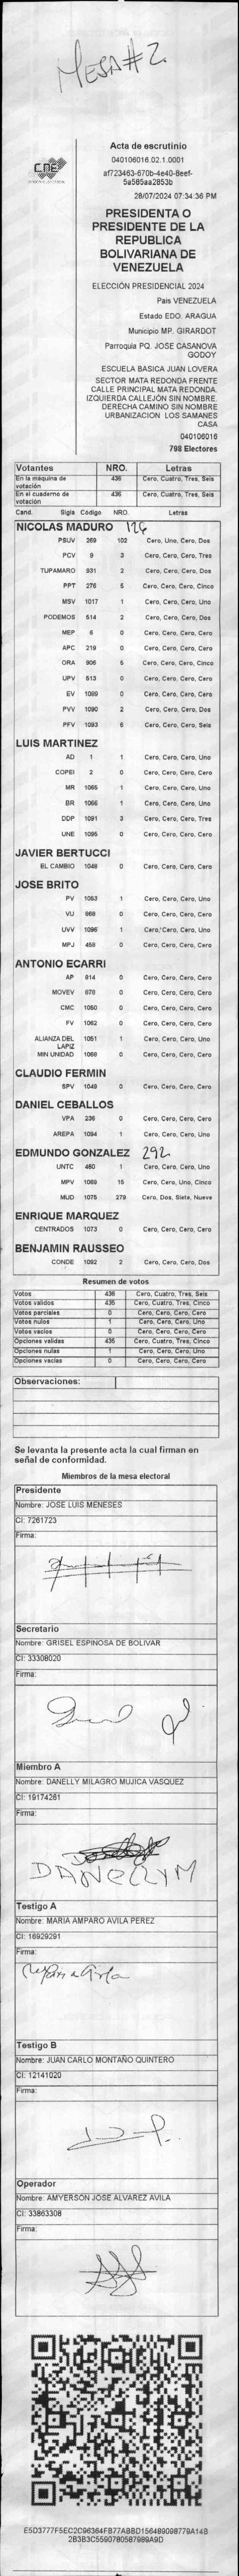 MESA #2.
Acta de escrutinio
040106016.02.1.0001
af723463-670b-4e40-8eef-
5a585aa2853b
28/07/2024 07:34:36 PM
CNE
PRESIDENTA O
PRESIDENTE DE LA
REPUBLICA
BOLIVARIANA DE
VENEZUELA
ELECCIÓN PRESIDENCIAL 2024
Pais VENEZUELA
Estado EDO. ARAGUA
Municipio MP. GIRARDOT
Parroquia PQ. JOSE CASANOVA
GODOY
ESCUELA BASICA JUAN LOVERA
SECTOR MATA REDONDA FRENTE
CALLE PRINCIPAL MATA REDONDA.
IZQUIERDA CALLEJÓN SIN NOMBRE.
DERECHA CAMINO SIN NOMBRE
URBANIZACION LOS SAMANES
CASA
040106016
798 Electores
Votantes NRO. Letras
En la máquina de votación 436 Cero, Cuatro, Tres, Seis
En el cuaderno de votación 436 Cero, Cuatro, Tres, Seis
Cand. Sigla Código NRO. Letras
NICOLAS MADURO 126
PSUV 269 102 Cero, Uno, Cero, Dos
PCV 9 3 Cero, Cero, Cero, Tres
TUPAMARO 931 2 Cero, Cero, Cero, Dos
PPT 276 5 Cero, Cero, Cero, Cinco
MSV 1017 1 Cero, Cero, Cero, Uno
PODEMOS 514 2 Cero, Cero, Cero, Dos
MEP 6 0 Cero, Cero, Cero, Cero
APC 219 0 Cero, Cero, Cero, Cero
ORA 906 5 Cero, Cero, Cero, Cinco
UPV 513 0 Cero, Cero, Cero, Cero
EV 1089 0 Cero, Cero, Cero, Cero
PVV 1090 2 Cero, Cero, Cero, Dos
PFV 1093 6 Cero, Cero, Cero, Seis
LUIS MARTINEZ
AD 1 1 Cero, Cero, Cero, Uno
COPEI 2 0 Cero, Cero, Cero, Cero
MR 1065 1 Cero, Cero, Cero, Uno
BR 1066 1 Cero, Cero, Cero, Uno
DDP 1091 3 Cero, Cero, Cero, Tres
UNE 1095 0 Cero, Cero, Cero, Cero
JAVIER BERTUCCI
EL CAMBIO 1048 0 Cero, Cero, Cero, Cero
JOSE BRITO
PV 1053 1 Cero, Cero, Cero, Uno
VU 968 0 Cero, Cero, Cero, Cero
UVV 1096 1 Cero, Cero, Cero, Uno
MPJ 458 0 Cero, Cero, Cero, Cero
ANTONIO ECARRI
AP 814 0 Cero, Cero, Cero, Cero
MOVEV 878 0 Cero, Cero, Cero, Cero
CMC 1050 0 Cero, Cero, Cero, Cero
FV 1062 0 Cero, Cero, Cero, Cero
ALIANZA DEL LAPIZ 1051 1 Cero, Cero, Cero, Uno
MIN UNIDAD 1069 0 Cero, Cero, Cero, Cero
CLAUDIO FERMIN
SPV 1049 0 Cero, Cero, Cero, Cero
DANIEL CEBALLOS
VPA 236 0 Cero, Cero, Cero, Cero
AREPA 1094 1 Cero, Cero, Cero, Uno
EDMUNDO GONZALEZ 292
UNTC 460 1 Cero, Cero, Cero, Uno
MPV 1069 15 Cero, Cero, Uno, Cinco
MUD 1075 279 Cero, Dos, Siete, Nueve
ENRIQUE MARQUEZ
CENTRADOS 1073 0 Cero, Cero, Cero, Cero
BENJAMIN RAUSSEO
CONDE 1092 2 Cero, Cero, Cero, Dos
Resumen de votos
Votos 436 Cero, Cuatro, Tres, Seis
Votos validos 435 Cero, Cuatro, Tres, Cinco
Votos parciales 0 Cero, Cero, Cero, Cero
Votos nulos 1 Cero, Cero, Cero, Uno
Votos vacios 0 Cero, Cero, Cero, Cero
Opciones validas 435 Cero, Cuatro, Tres, Cinco
Opciones nulas 1 Cero, Cero, Cero, Uno
Opciones vacias 0 Cero, Cero, Cero, Cero
Observaciones:
Se levanta la presente acta la cual firman en
señal de conformidad.
Miembros de la mesa electoral
Presidente
Nombre: JOSE LUIS MENESES
CI: 7261723
Firma:
Secretario
Nombre: GRISEL ESPINOSA DE BOLIVAR
CI: 33308020
Firma:
Miembro A
Nombre: DANELLY MILAGRO MUJICA VASQUEZ
CI: 19174261
Firma:
DANELLY M
Testigo A
Nombre: MARIA AMPARO AVILA PEREZ
CI: 16929291
Firma:
Maria Avila
Testigo B
Nombre: JUAN CARLO MONTAÑO QUINTERO
CI: 12141020
Firma:
Operador
Nombre: AMYERSON JOSE ALVAREZ AVILA
CI: 33863308
Firma:
E5D3777F5EC2C96364FB77ABBD156489098779A14B
2B3B3C5590780587989A9D